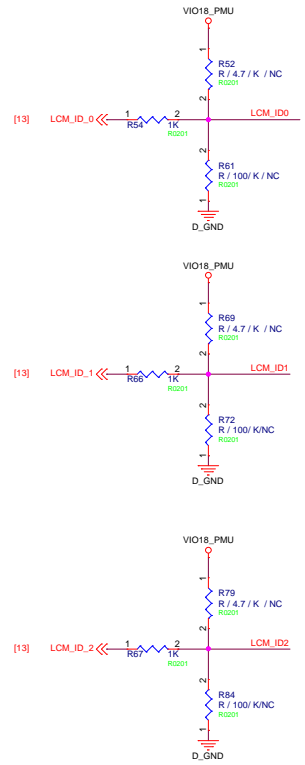 VIO18_PMU
1
R52
R / 4.7 / K / NC
R0201
2
[13] LCM_ID_0 1 2 LCM_ID0
R54 1K
R0201
2
R61
R / 100/ K / NC
R0201
1
D_GND
VIO18_PMU
1
R69
R / 4.7 / K / NC
R0201
2
[13] LCM_ID_1 1 2 LCM_ID1
R66 1K
R0201
2
R72
R / 100/ K/NC
R0201
1
D_GND
VIO18_PMU
1
R79
R / 4.7 / K / NC
R0201
2
[13] LCM_ID_2 1 2 LCM_ID2
R67 1K
R0201
2
R84
R / 100/ K/NC
R0201
1
D_GND